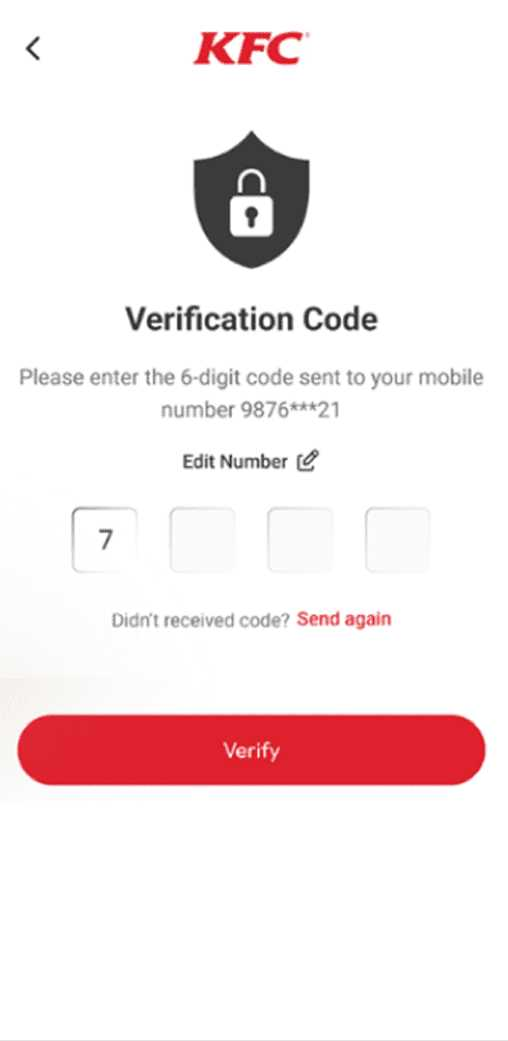 KFC
Verification Code
Please enter the 6-digit code sent to your mobile
number 9876***21
Edit Number
7
Didn't received code? Send again
Verify